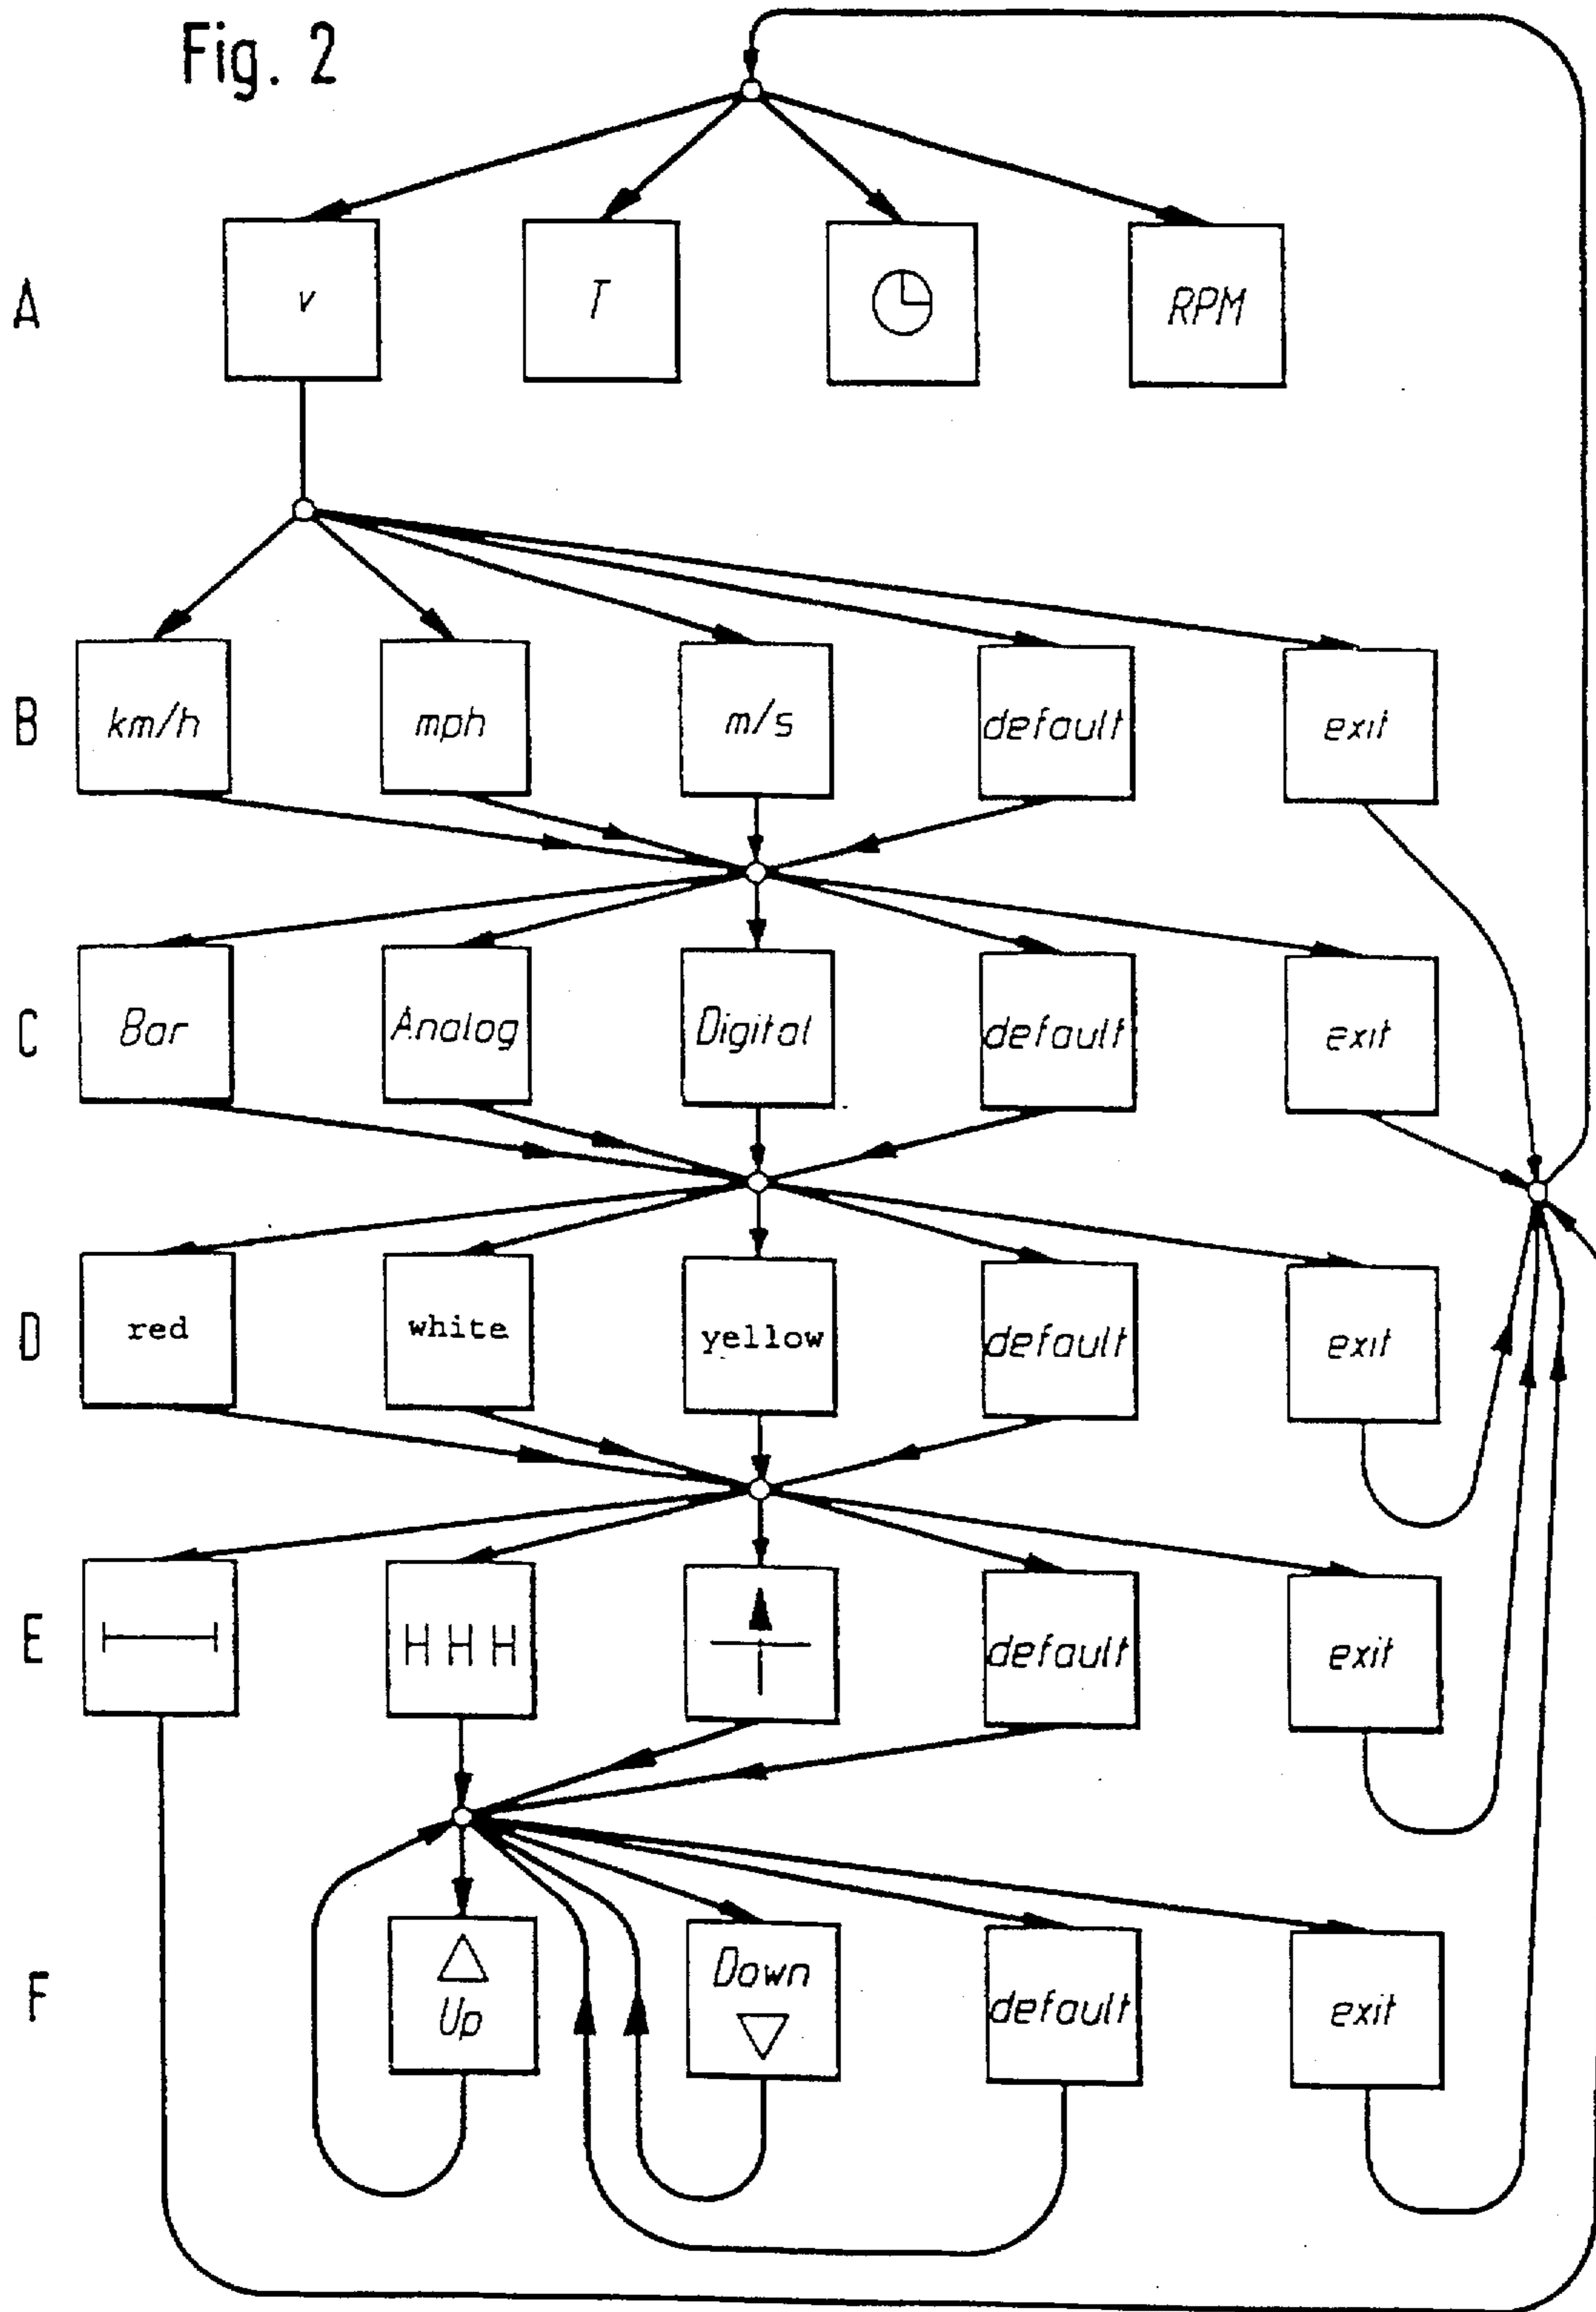 Fig. 2
A
v
T
RPM
B
km/h
mph
m/s
default
exit
C
Bar
Analog
Digital
default
exit
D
red
white
yellow
default
exit
E
default
exit
F
Up
Down
default
exit